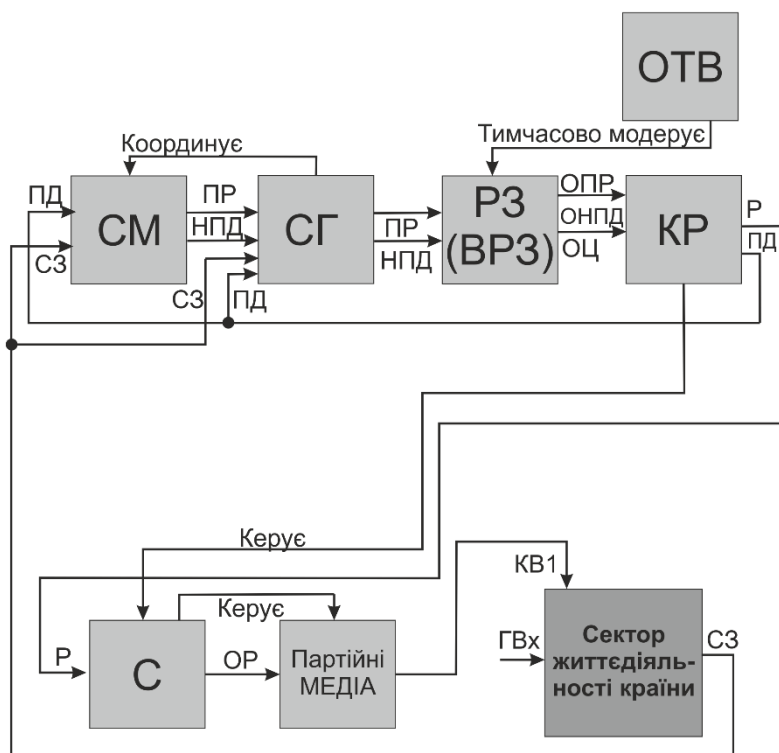 ОТВ
Координує
Тимчасово модерує
ПД
СЗ
СМ
ПР
НПД
СЗ
ПД
СГ
ПР
НПД
РЗ
(ВРЗ)
ОПР
ОНПД
ОЦ
КР
Р
ПД
Керує
Керує
Р
С
ОР
Партійні
МЕДІА
КВ1
ГВх
Сектор
життєдіяль-
ності країни
СЗ